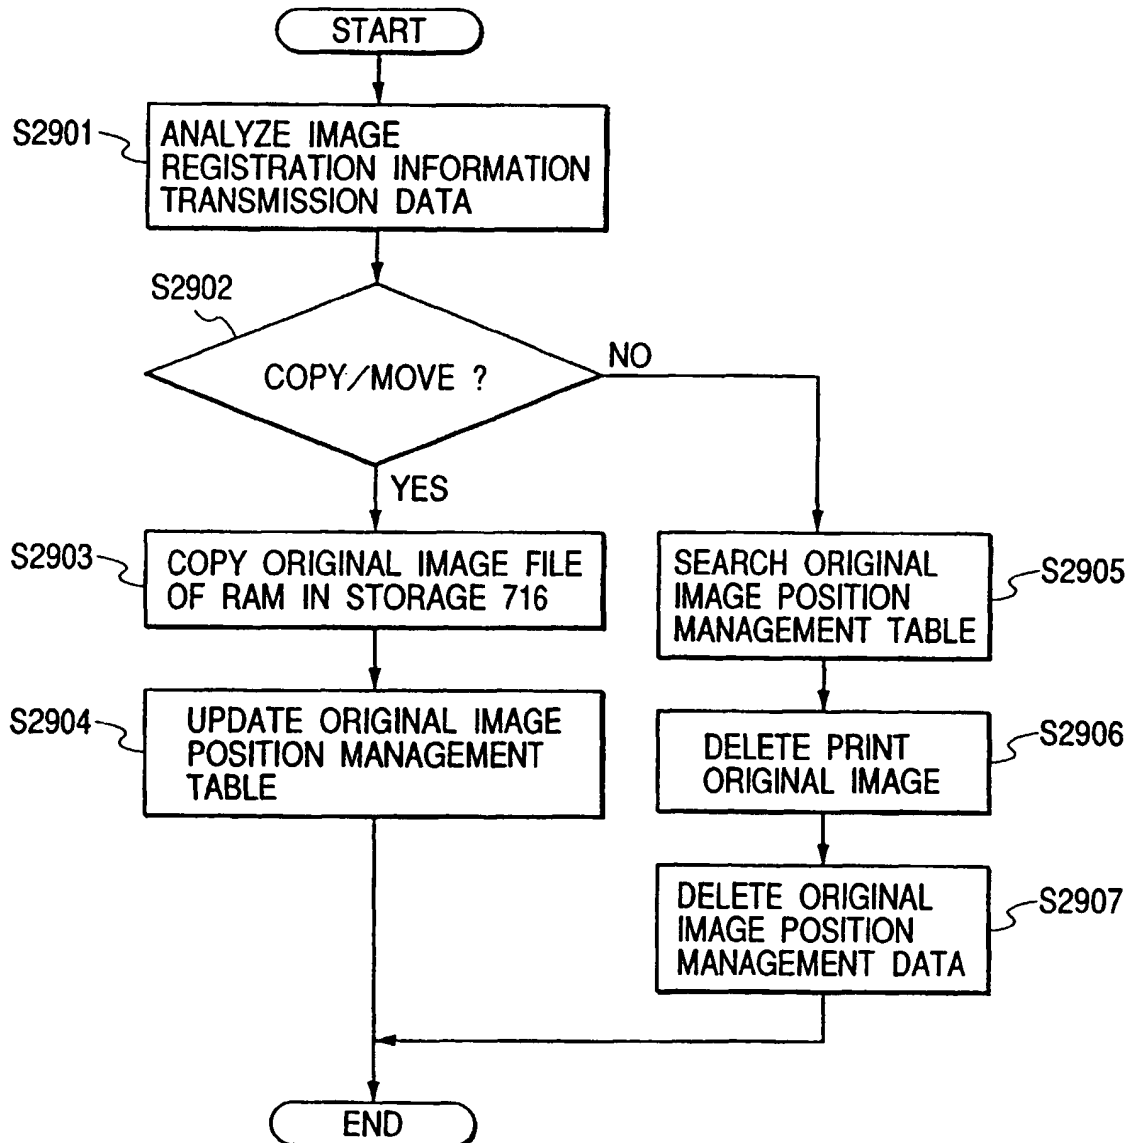 START
S2901
ANALYZE IMAGE
REGISTRATION INFORMATION
TRANSMISSION DATA
S2902
COPY/MOVE ?
NO
YES
S2903
COPY ORIGINAL IMAGE FILE
OF RAM IN STORAGE 716
S2904
UPDATE ORIGINAL IMAGE
POSITION MANAGEMENT
TABLE
SEARCH ORIGINAL
IMAGE POSITION
MANAGEMENT TABLE
S2905
DELETE PRINT
ORIGINAL IMAGE
S2906
DELETE ORIGINAL
IMAGE POSITION
MANAGEMENT DATA
S2907
END